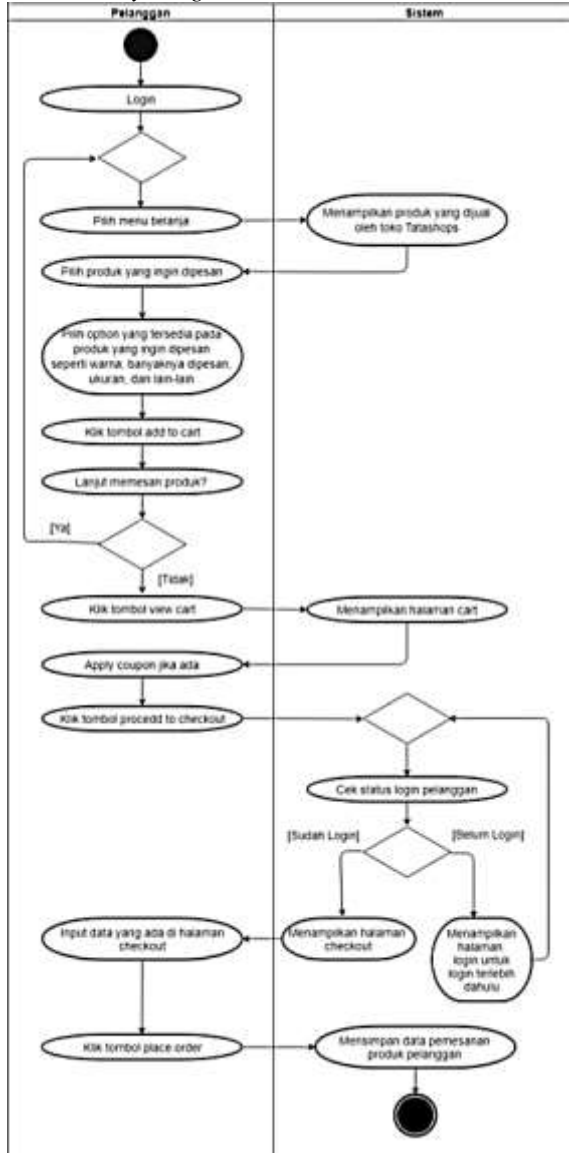 Pelanggan
Sistem
Login
Pilih menu belanja
Menampilkan produk yang dijual
oleh toko Tatashops
Pilih produk yang ingin dipesan
Pilih option yang tersedia pada
produk yang ingin dipesan
seperti warna, banyaknya dipesan,
ukuran, dan lain-lain
Klik tombol add to cart
Lanjut memesan produk?
[Ya]
[Tidak]
Klik tombol view cart
Menampilkan halaman cart
Apply coupon jika ada
Klik tombol procedd to checkout
Cek status login pelanggan
[Sudah Login]
[Belum Login]
Input data yang ada di halaman
checkout
Menampilkan halaman
checkout
Menampilkan
halaman
login untuk
login terlebih
dahulu
Klik tombol place order
Mensimpan data pemesanan
produk pelanggan